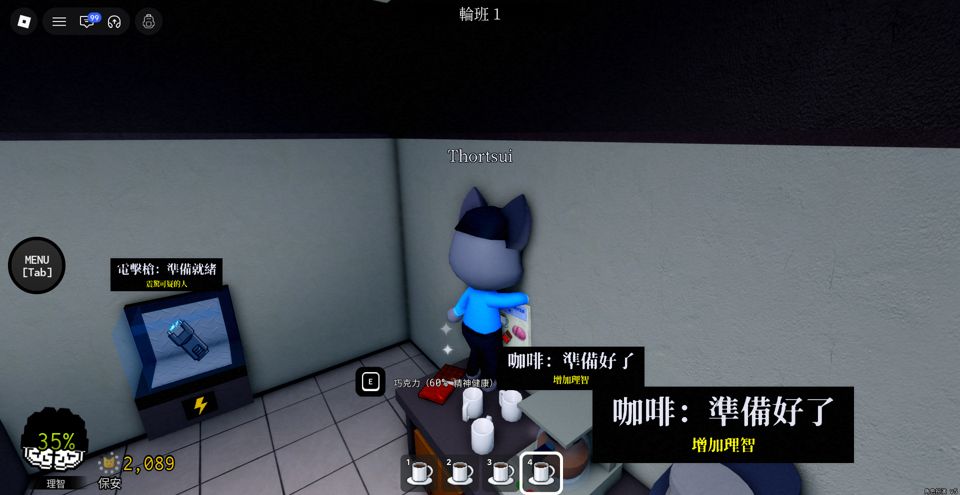 99
輪班 1
Thortsui
MENU
[Tab]
電擊槍: 準備就緒
震驚可疑的人
咖啡: 準備好了
增加理智
E
巧克力 (60% 精神健康)
咖啡: 準備好了
增加理智
35%
理智
2,089
保安
1
2
3
4